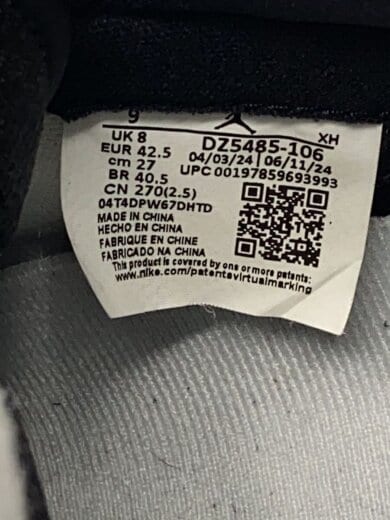 9
XH
UK 8
DZ5485-106
EUR 42.5
04/03/24 | 06/11/24
cm 27
UPC 00197859693993
BR 40.5
CN 270(2.5)
04T4DPW67DHTD
MADE IN CHINA
HECHO EN CHINA
FABRIQUE EN CHINE
FABRICADO NA CHINA
This product is covered by one or more patents:
www.nike.com/patentsvirtualmarking